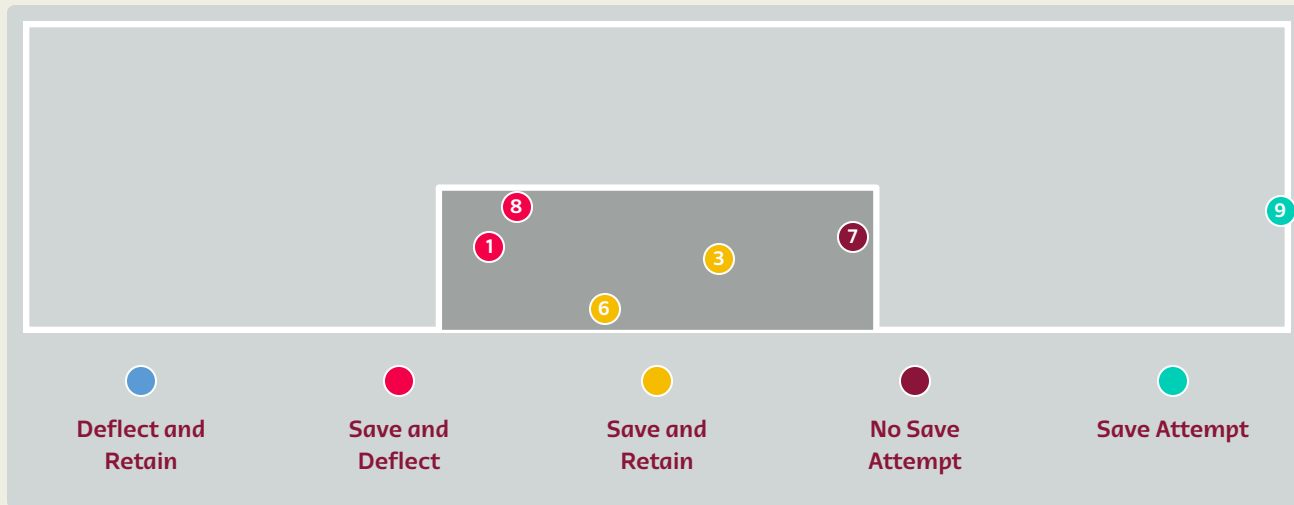 8
1
7
9
3
6
Deflect and
Retain
Save and
Deflect
Save and
Retain
No Save
Attempt
Save Attempt